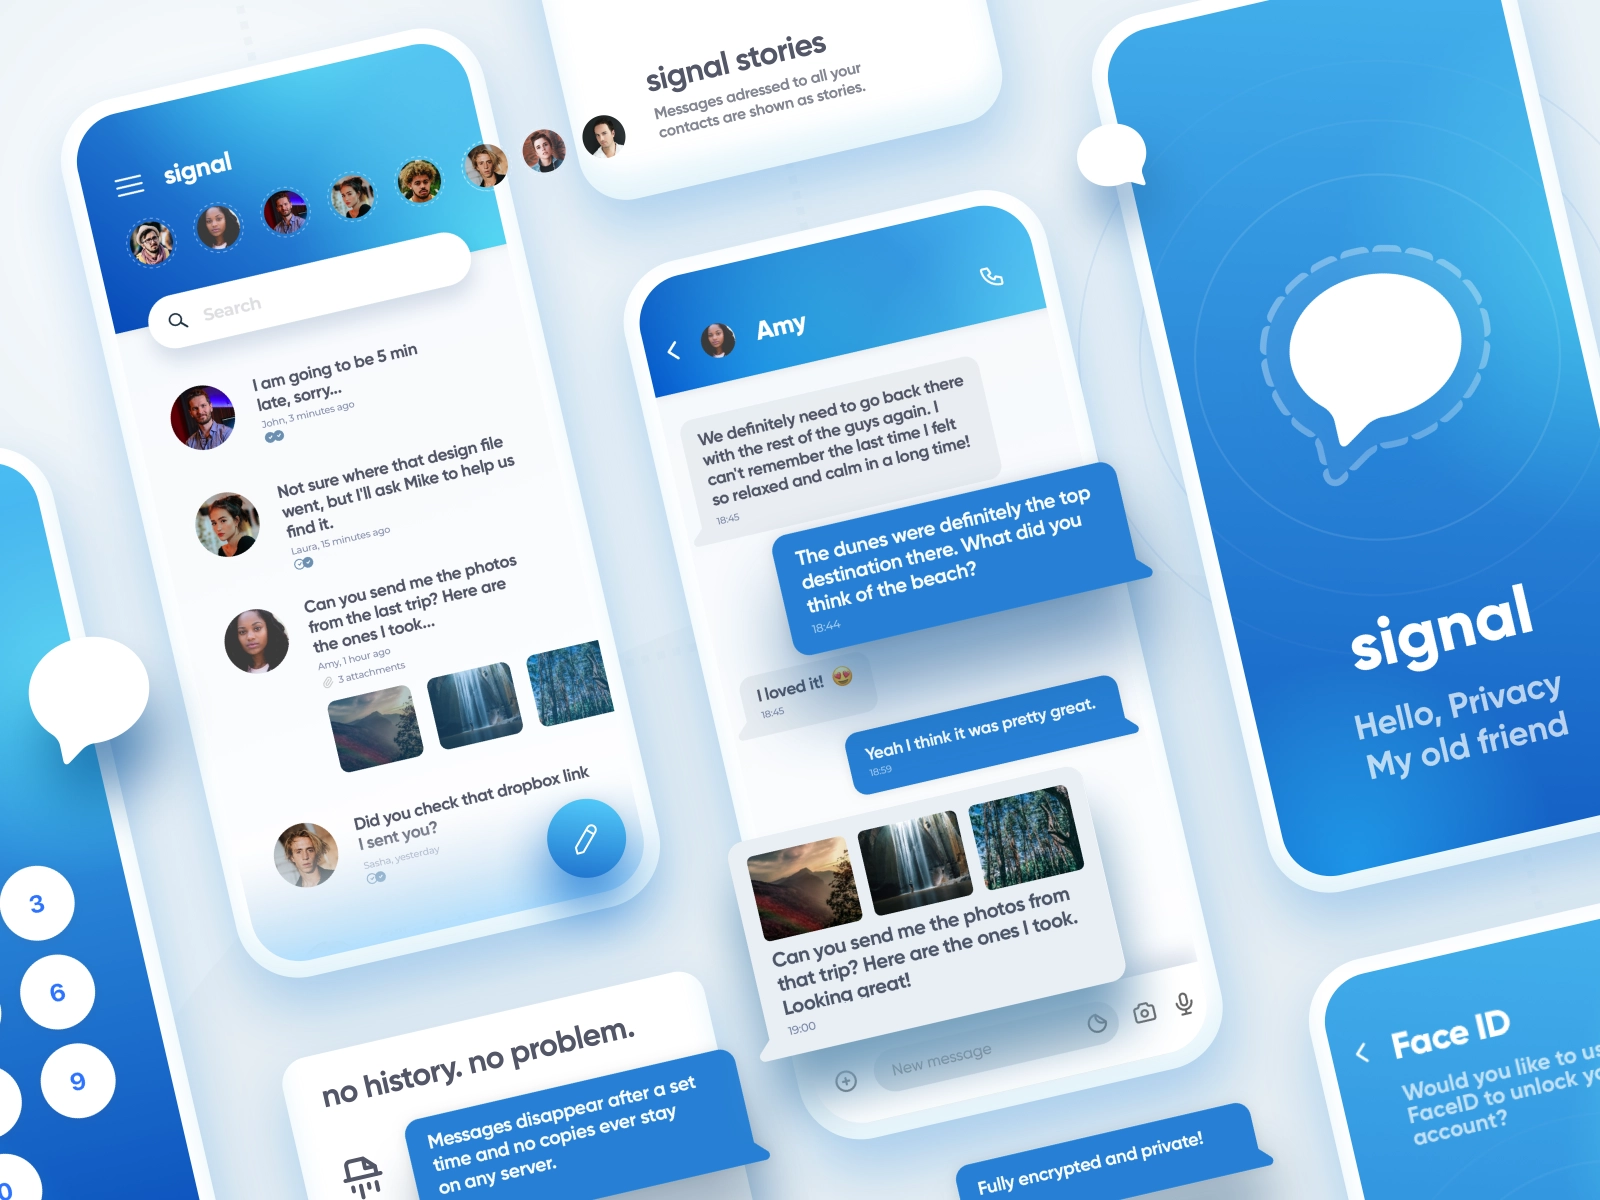 signal
Search
I am going to be 5 min
late, sorry...
John, 3 minutes ago
Not sure where that design file
went, but I'll ask Mike to help us
find it.
Laura, 15 minutes ago
Can you send me the photos
from the last trip? Here are
the ones I took...
Amy, 1 hour ago
3 attachments
Did you check that dropbox link
I sent you?
Sasha, yesterday
signal stories
Messages adressed to all your
contacts are shown as stories.
Amy
We definitely need to go back there
with the rest of the guys again. I
can't remember the last time I felt
so relaxed and calm in a long time!
18:45
The dunes were definitely the top
destination there. What did you
think of the beach?
18:44
I loved it! 😍
18:45
Yeah I think it was pretty great.
18:59
Can you send me the photos from
that trip? Here are the ones I took.
Looking great!
19:00
New message
signal
Hello, Privacy
My old friend
3
6
9
0
no history. no problem.
Messages disappear after a set
time and no copies ever stay
on any server.
Fully encrypted and private!
Face ID
Would you like to
FaceID to unlock
account?